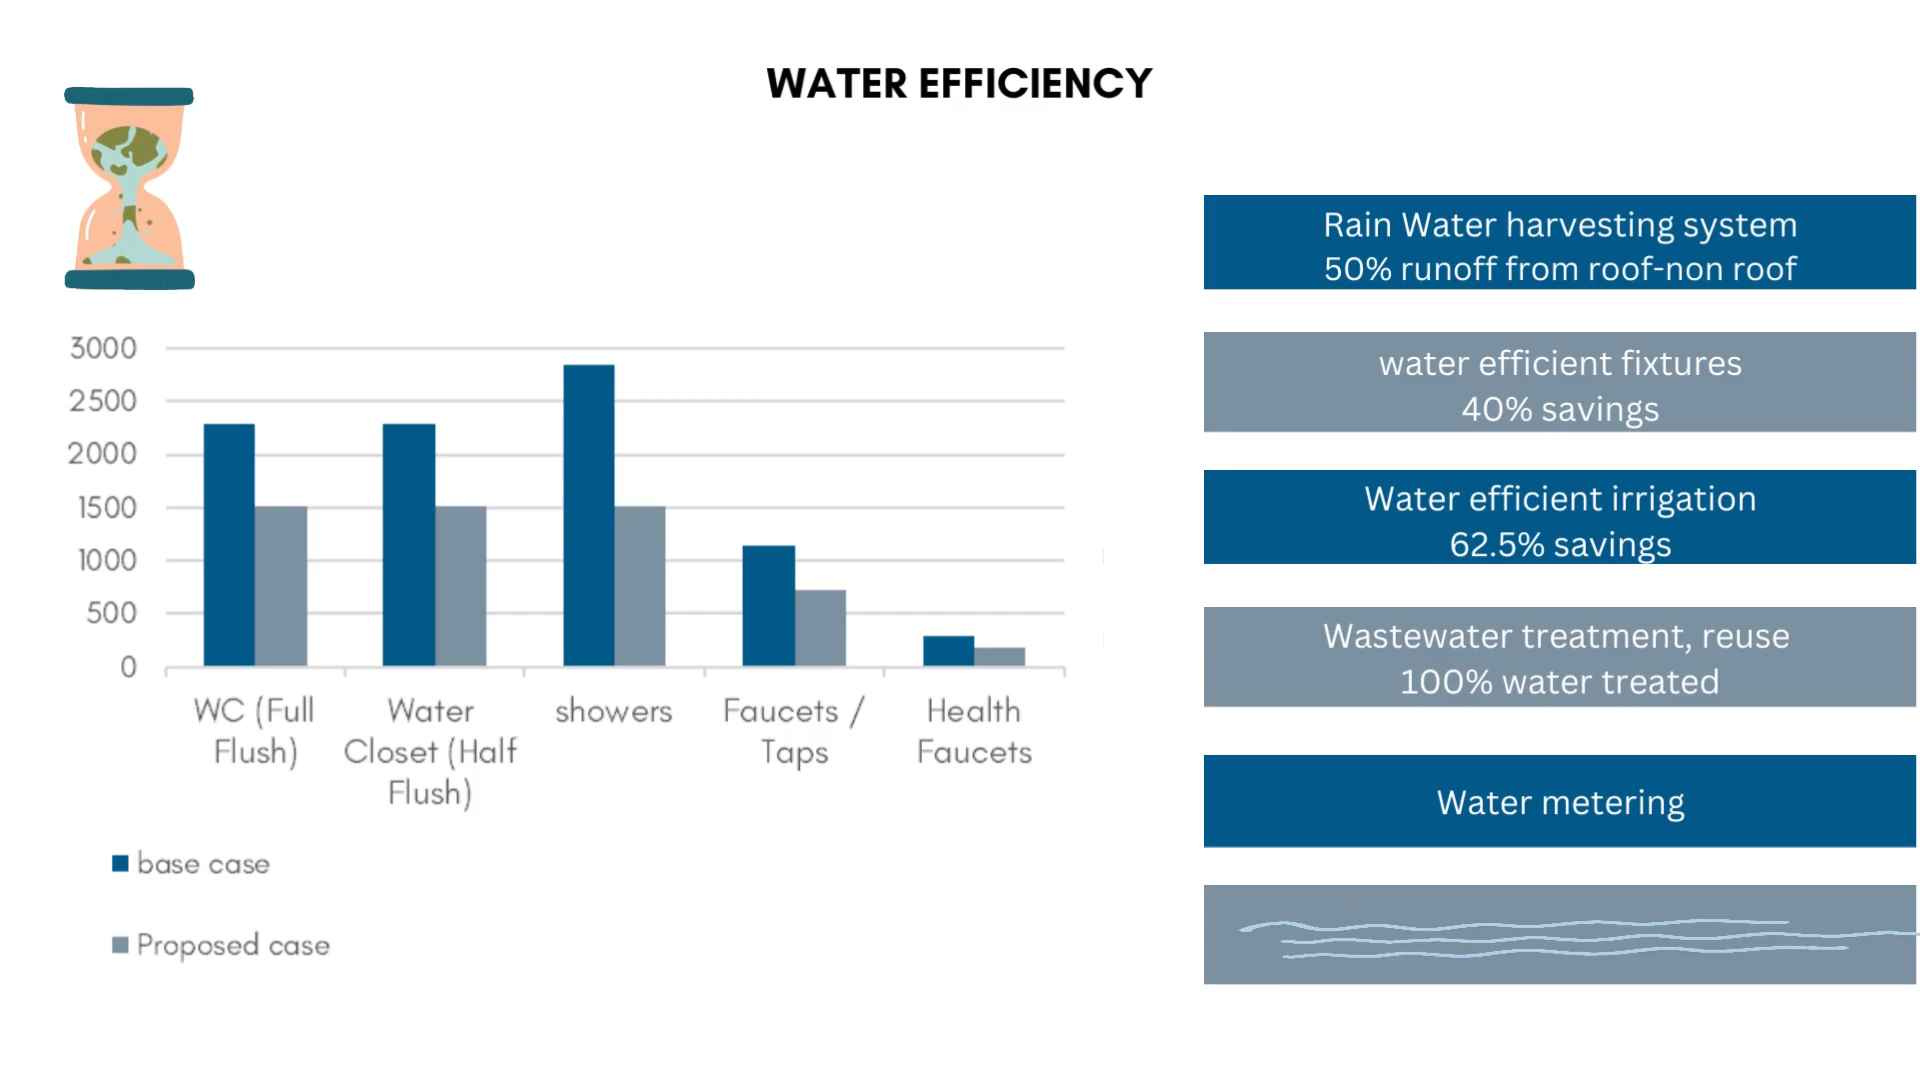 WATER EFFICIENCY
3000
2500
2000
1500
1000
500
0
WC (Full
Flush)
Water
Closet (Half
Flush)
showers
Faucets /
Taps
Health
Faucets
base case
Proposed case
Rain Water harvesting system
50% runoff from roof-non roof
water efficient fixtures
40% savings
Water efficient irrigation
62.5% savings
Wastewater treatment, reuse
100% water treated
Water metering